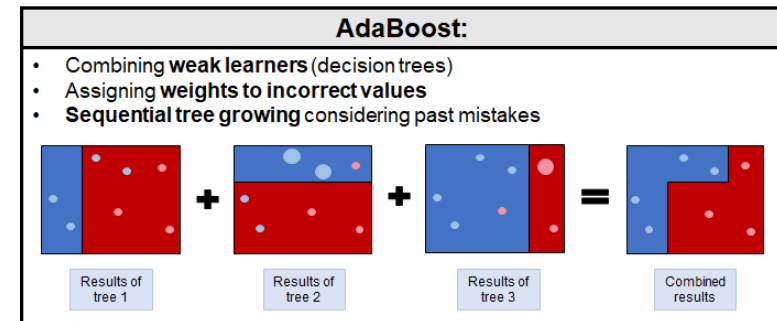 AdaBoost:
• Combining weak learners (decision trees)
• Assigning weights to incorrect values
• Sequential tree growing considering past mistakes
+ + =
Results of
tree 1
Results of
tree 2
Results of
tree 3
Combined
results